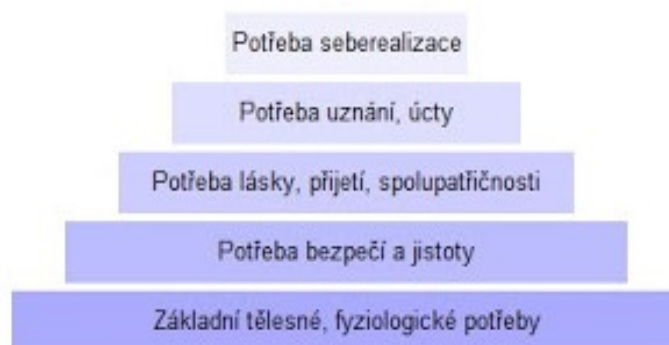 Potřeba seberealizace
Potřeba uznání, úcty
Potřeba lásky, přijetí, spolupatřičnosti
Potřeba bezpečí a jistoty
Základní tělesné, fyziologické potřeby